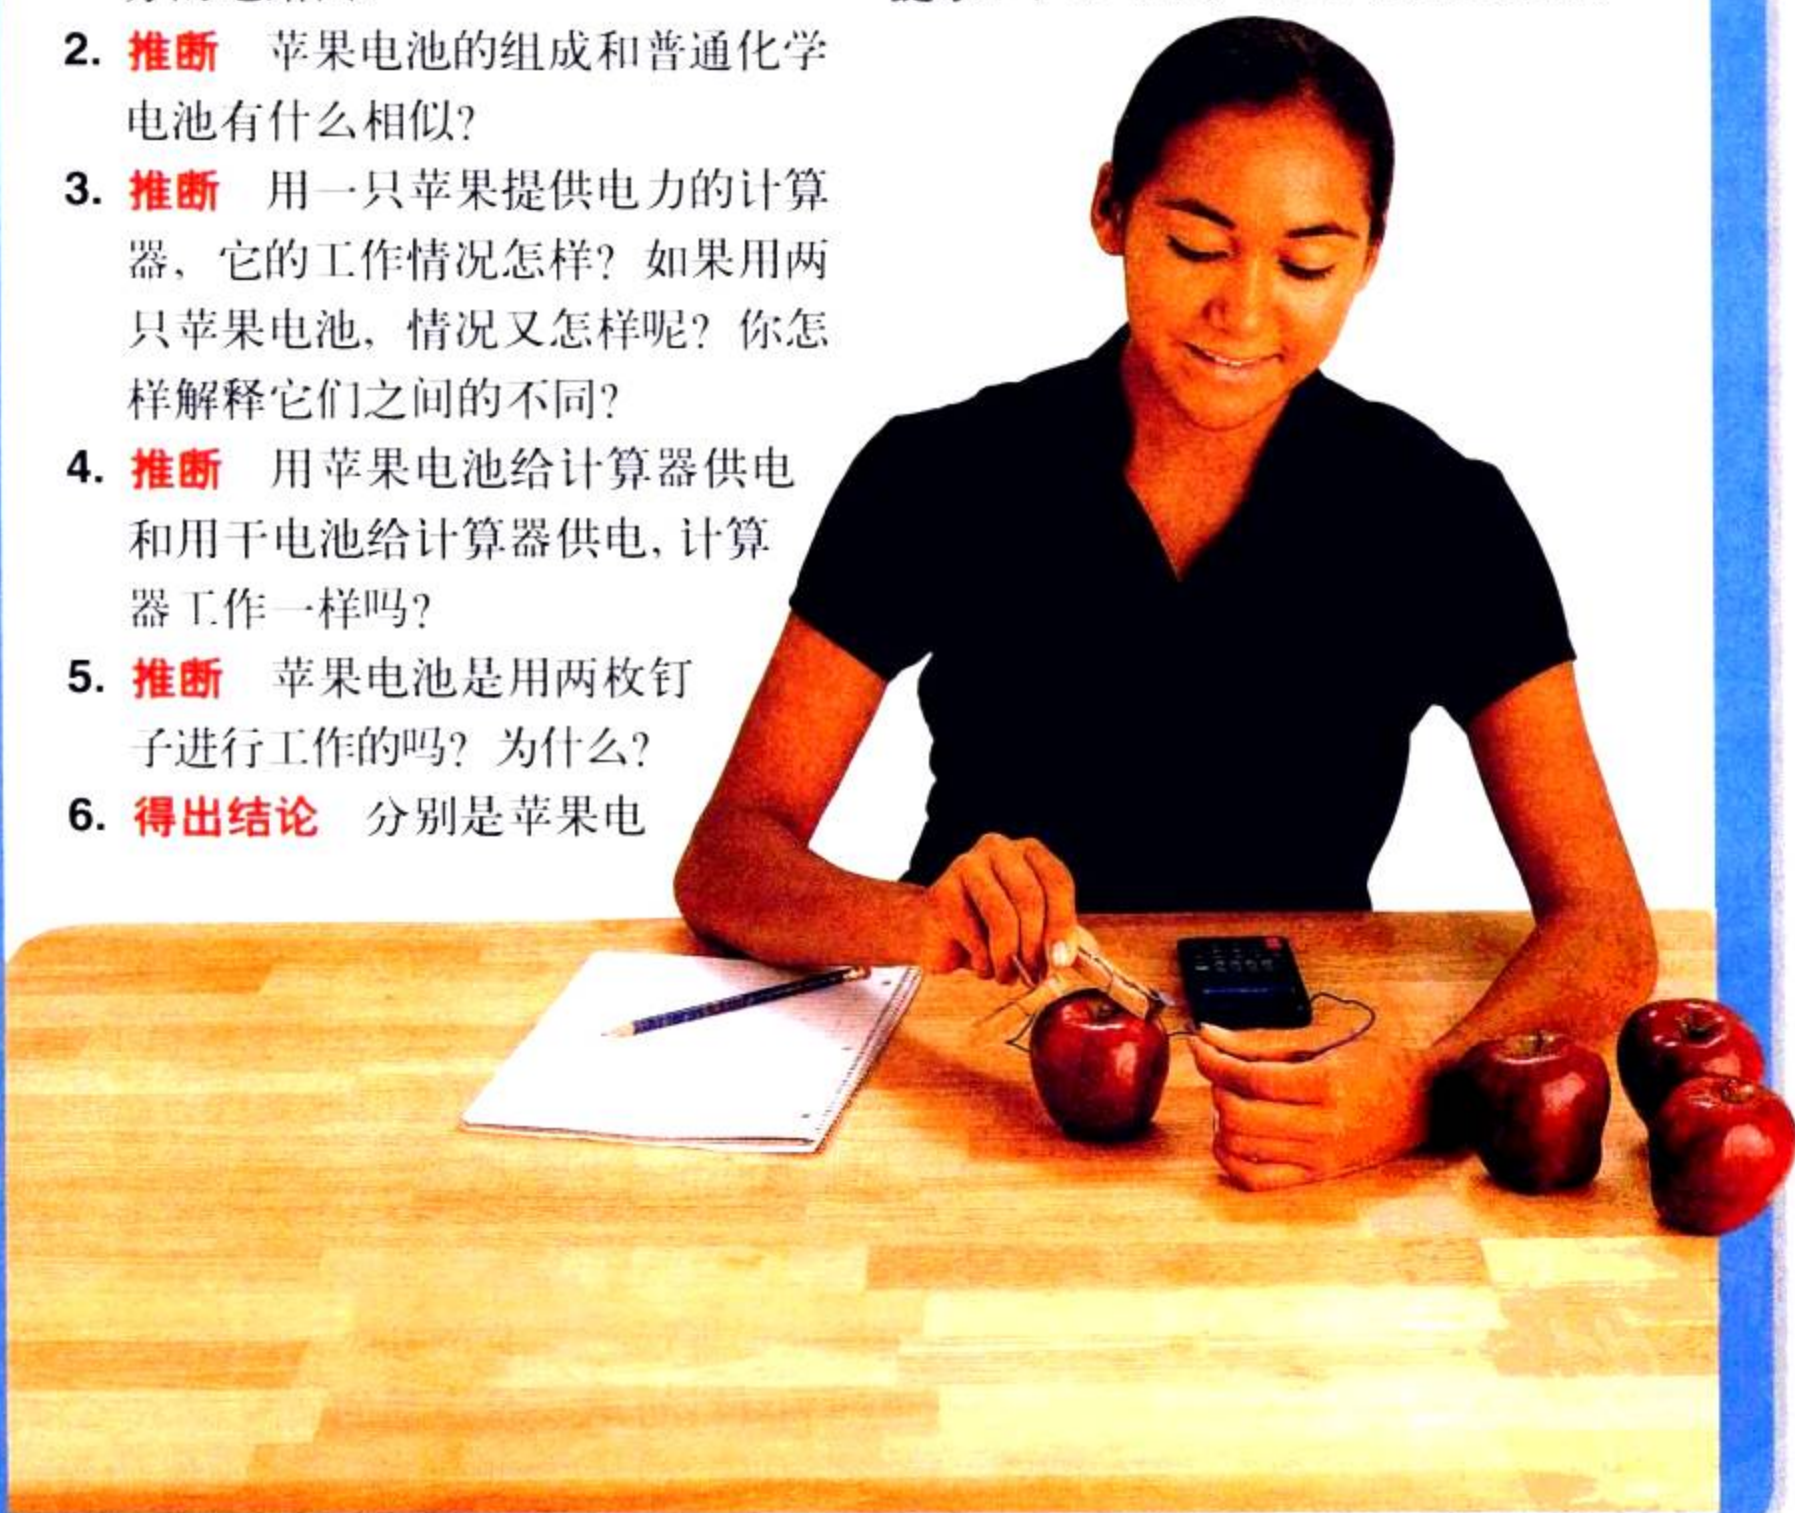 2. 推断 苹果电池的组成和普通化学
电池有什么相似?
3. 推断 用一只苹果提供电力的计算
器，它的工作情况怎样? 如果用两
只苹果电池，情况又怎样呢? 你怎
样解释它们之间的不同?
4. 推断 用苹果电池给计算器供电
和用干电池给计算器供电, 计算
器工作一样吗?
5. 推断 苹果电池是用两枚钉
子进行工作的吗? 为什么?
6. 得出结论 分别是苹果电